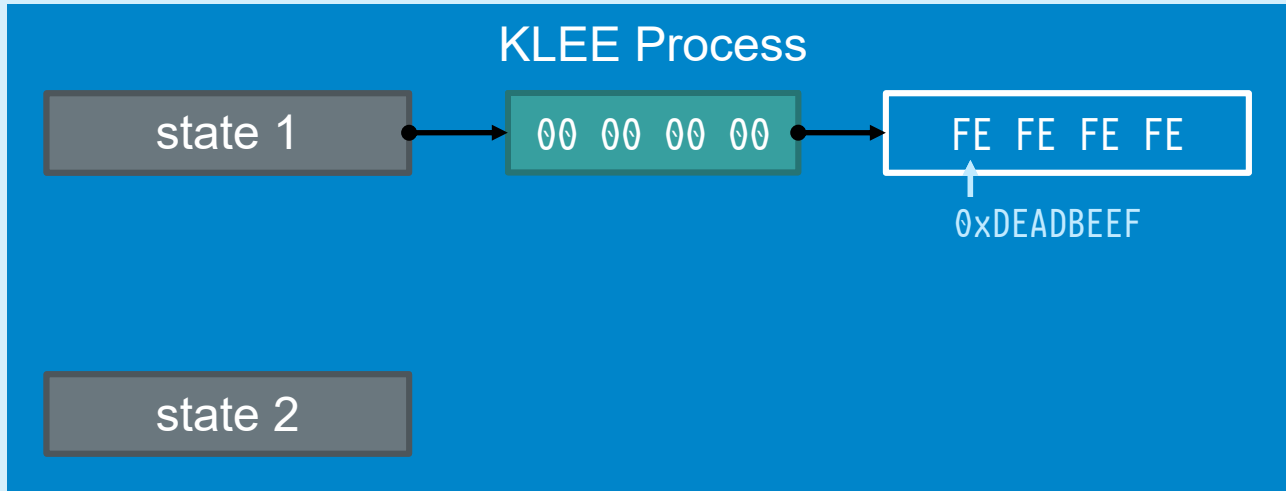 KLEE Process
state 1
00 00 00 00
FE FE FE FE
0xDEADBEEF
state 2